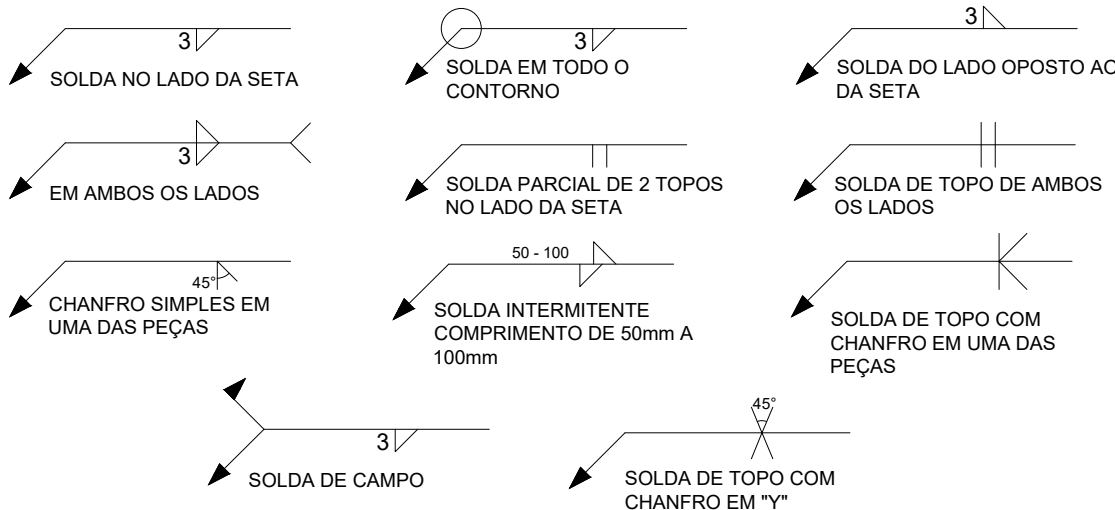 3
SOLDA NO LADO DA SETA
3
SOLDA EM TODO O
CONTORNO
3
SOLDA DO LADO OPOSTO AO
DA SETA
3
EM AMBOS OS LADOS
SOLDA PARCIAL DE 2 TOPOS
NO LADO DA SETA
SOLDA DE TOPO DE AMBOS
OS LADOS
45°
CHANFRO SIMPLES EM
UMA DAS PEÇAS
50 - 100
SOLDA INTERMITENTE
COMPRIMENTO DE 50mm A
100mm
SOLDA DE TOPO COM
CHANFRO EM UMA DAS
PEÇAS
3
SOLDA DE CAMPO
45°
SOLDA DE TOPO COM
CHANFRO EM "Y"